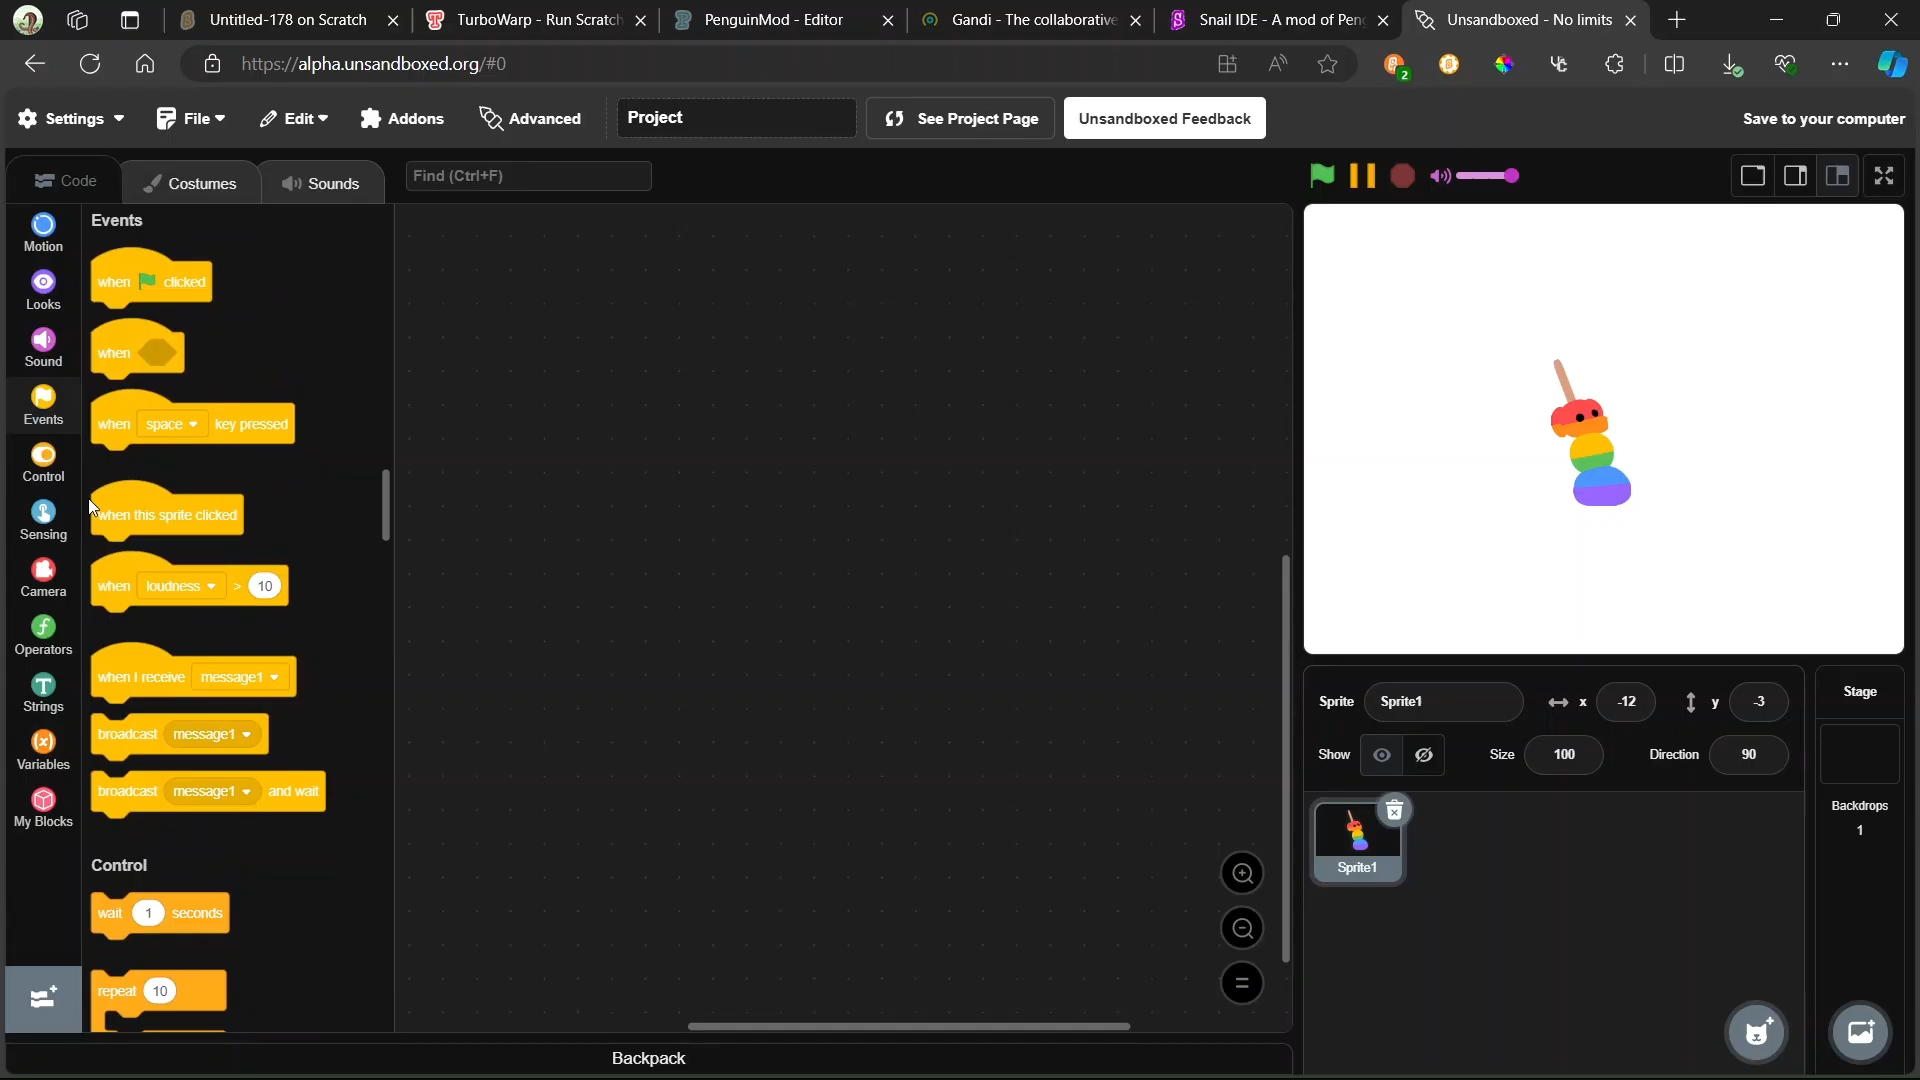 Untitled-178 on Scratch
TurboWarp - Run Scratch
PenguinMod - Editor
Gandi - The collaborative
Snail IDE - A mod of Pen
Unsandboxed - No limits
https://alpha.unsandboxed.org/#0
2
Settings
File
Edit
Addons
Advanced
Project
See Project Page
Unsandboxed Feedback
Save to your computer
Code
Costumes
Sounds
Find (Ctrl+F)
Motion
Looks
Sound
Events
Control
Sensing
Camera
Operators
Strings
Variables
My Blocks
Events
when clicked
when
when space key pressed
when this sprite clicked
when loudness > 10
when I receive message1
broadcast message1
broadcast message1 and wait
Control
wait 1 seconds
repeat 10
Backpack
Sprite Sprite1 x -12 y -3
Show Size 100 Direction 90
Sprite1
Stage
Backdrops
1